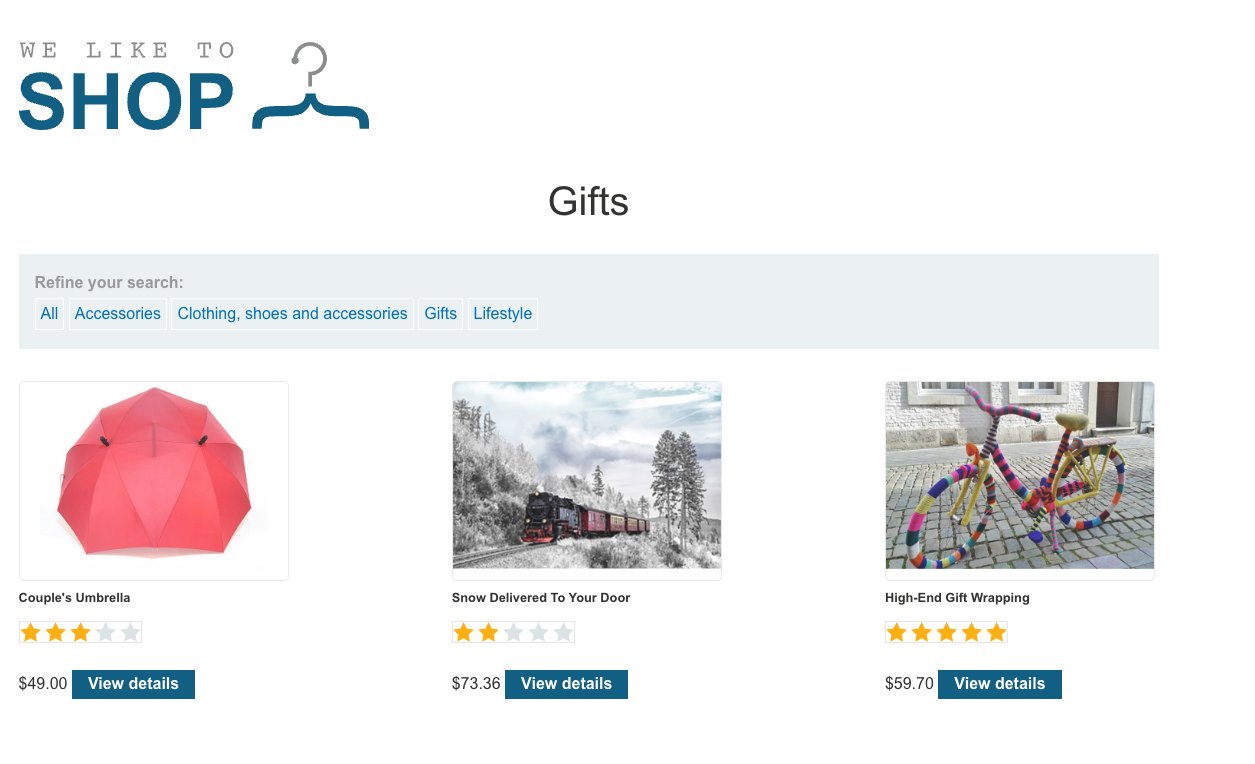 WE LIKE TO
SHOP
Gifts
Refine your search:
All Accessories Clothing, shoes and accessories Gifts Lifestyle
Couple's Umbrella Snow Delivered To Your Door High-End Gift Wrapping
$49.00 View details $73.36 View details $59.70 View details